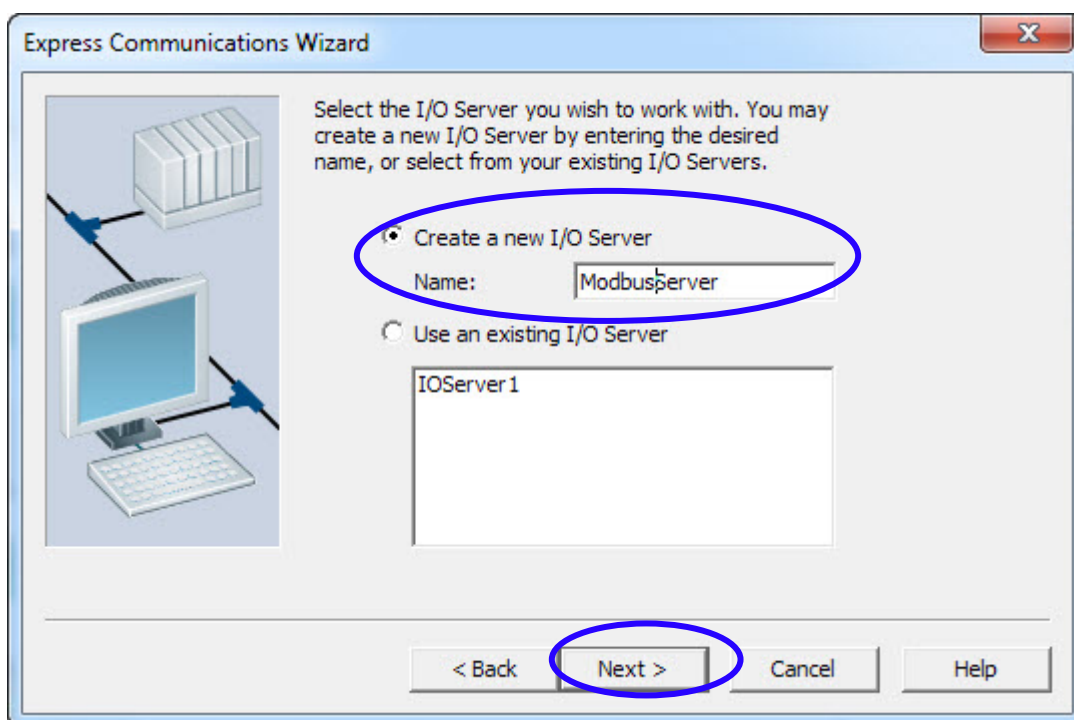 Express Communications Wizard
Select the I/O Server you wish to work with. You may
create a new I/O Server by entering the desired
name, or select from your existing I/O Servers.
Create a new I/O Server
Name: ModbusServer
Use an existing I/O Server
IOServer1
< Back Next > Cancel Help